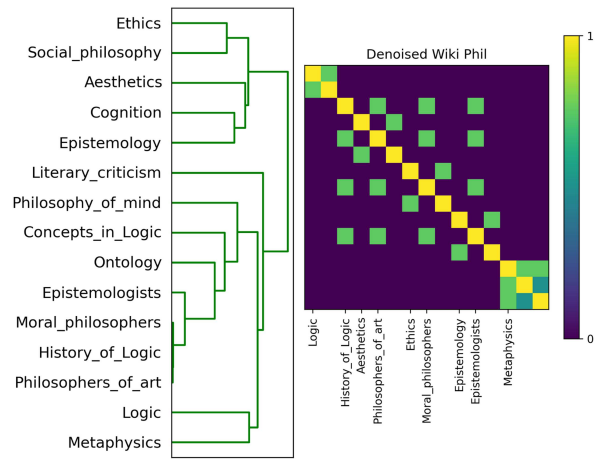 Ethics
Social_philosophy
Aesthetics
Cognition
Epistemology
Literary_criticism
Philosophy_of_mind
Concepts_in_Logic
Ontology
Epistemologists
Moral_philosophers
History_of_Logic
Philosophers_of_art
Logic
Metaphysics
Denoised Wiki Phil
Logic
History_of_Logic
Aesthetics
Philosophers_of_art
Ethics
Moral_philosophers
Epistemology
Epistemologists
Metaphysics
1
0